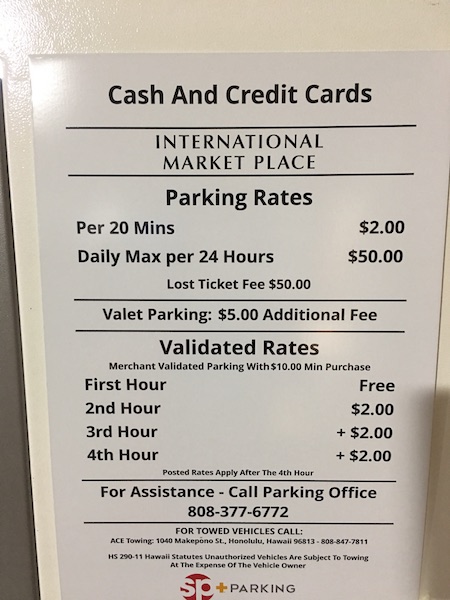 Cash And Credit Cards
INTERNATIONAL
MARKET PLACE
Parking Rates
Per 20 Mins $2.00
Daily Max per 24 Hours $50.00
Lost Ticket Fee $50.00
Valet Parking: $5.00 Additional Fee
Validated Rates
Merchant Validated Parking With $10.00 Min Purchase
First Hour Free
2nd Hour $2.00
3rd Hour + $2.00
4th Hour + $2.00
Posted Rates Apply After The 4th Hour
For Assistance - Call Parking Office
808-377-6772
FOR TOWED VEHICLES CALL:
ACE Towing: 1040 Makepono St., Honolulu, Hawaii 96813 - 808-847-7811
HS 290-11 Hawaii Statutes Unauthorized Vehicles Are Subject To Towing
At The Expense Of The Vehicle Owner
sp+PARKING